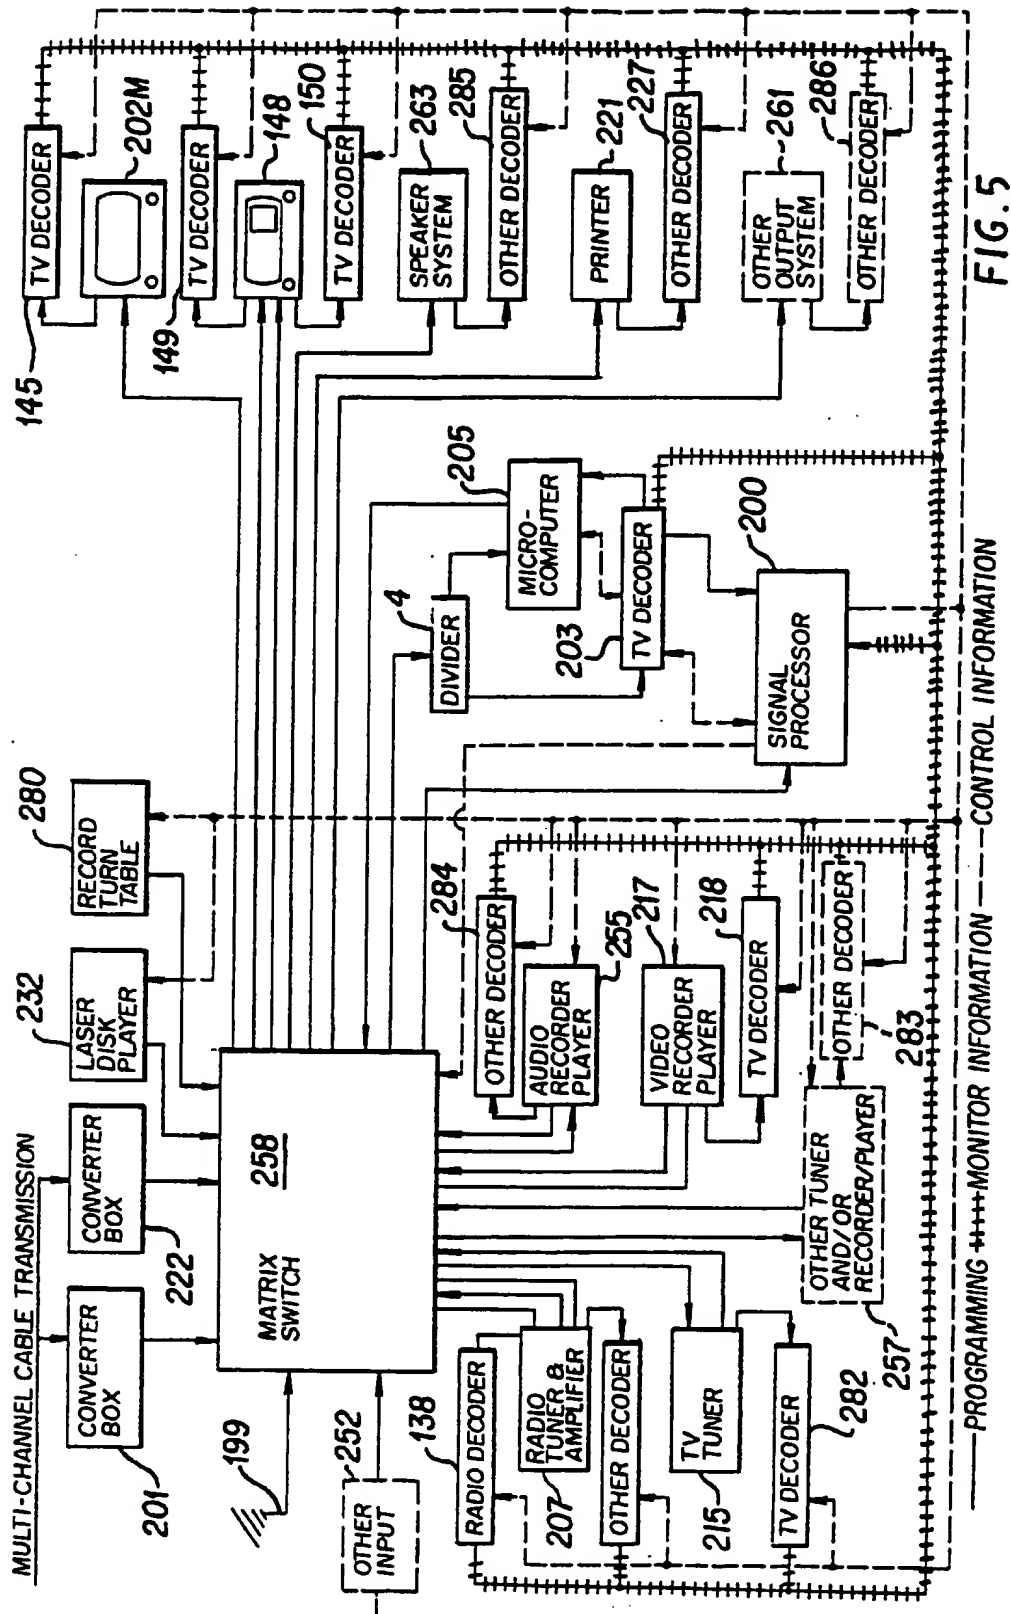 MULTI-CHANNEL CABLE TRANSMISSION
201
CONVERTER
BOX
222
CONVERTER
BOX
232
LASER
DISK
PLAYER
280
RECORD
TURN
TABLE
199
252
OTHER
INPUT
MATRIX
SWITCH
258
138
RADIO DECODER
207
RADIO
TUNER &
AMPLIFIER
OTHER DECODER
215
TV
TUNER
TV DECODER
282
257
OTHER TUNER
AND/OR
RECORDER/PLAYER
OTHER DECODER
283
284
OTHER DECODER
AUDIO
RECORDER
PLAYER
255
VIDEO
RECORDER
PLAYER
217
TV DECODER
218
DIVIDER
4
MICRO-
COMPUTER
205
203
TV DECODER
SIGNAL
PROCESSOR
200
145
TV DECODER
202M
149
TV DECODER
148
TV DECODER
150
SPEAKER
SYSTEM
263
OTHER DECODER
285
PRINTER
221
OTHER DECODER
227
OTHER
OUTPUT
SYSTEM
261
OTHER DECODER
286
PROGRAMMING MONITOR INFORMATION CONTROL INFORMATION
FIG. 5